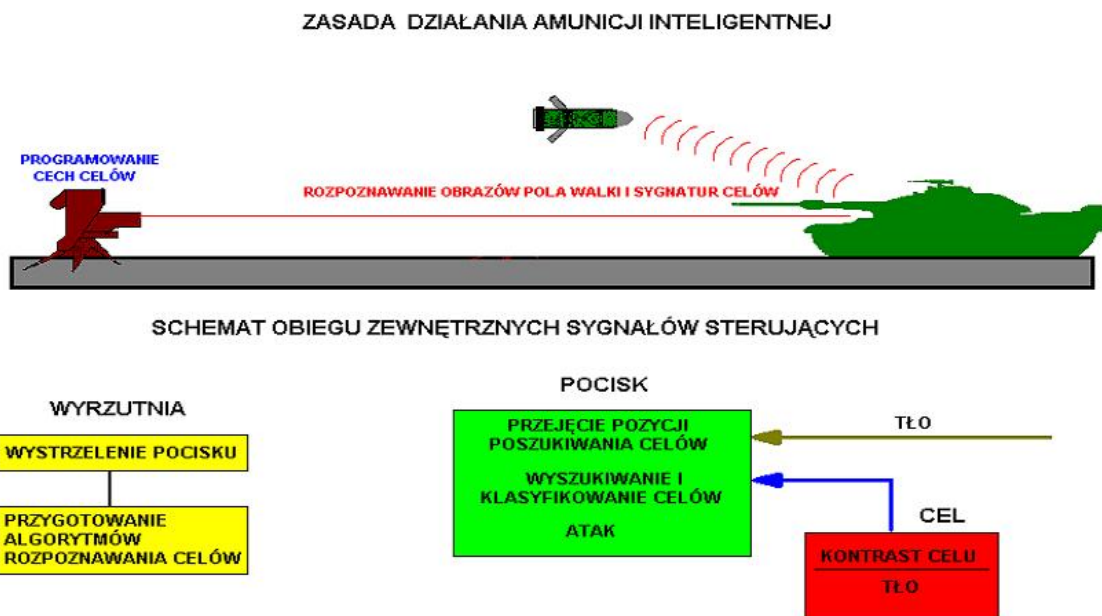 ZASADA DZIAŁANIA AMUNICJI INTELIGENTNEJ
PROGRAMOWANIE
CECH CELÓW
ROZPOZNAWANIE OBRAZÓW POLA WALKI I SYGNATUR CELÓW
SCHEMAT OBIEGU ZEWNĘTRZNYCH SYGNAŁÓW STERUJĄCYCH
WYRZUTNIA
WYSTRZELENIE POCISKU
PRZYGOTOWANIE
ALGORYTMÓW
ROZPOZNAWANIA CELÓW
POCISK
PRZEJĘCIE POZYCJI
POSZUKIWANIA CELÓW
WYSZUKIWANIE I
KLASYFIKOWANIE CELÓW
ATAK
TŁO
CEL
KONTRAST CELU
TŁO